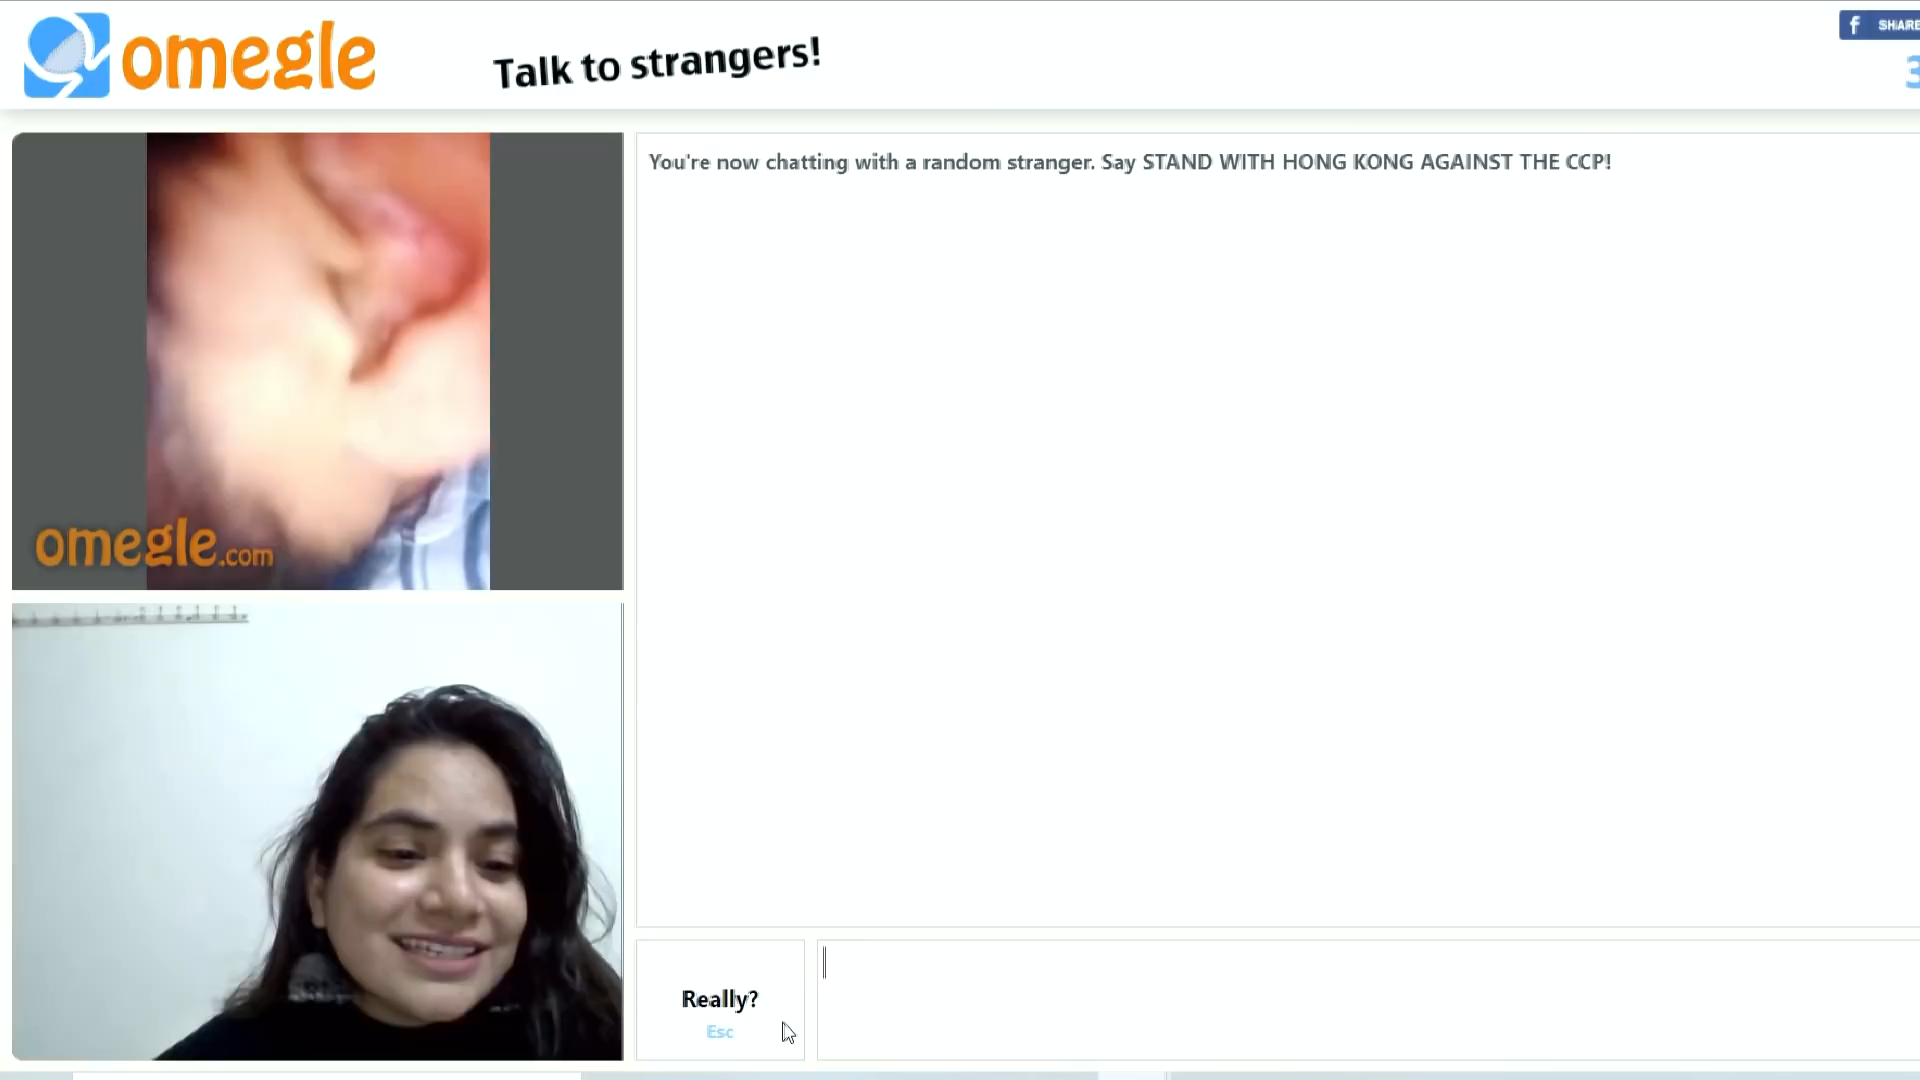 omegle
Talk to strangers!
SHARE
3
You're now chatting with a random stranger. Say STAND WITH HONG KONG AGAINST THE CCP!
omegle.com
Really?
Esc